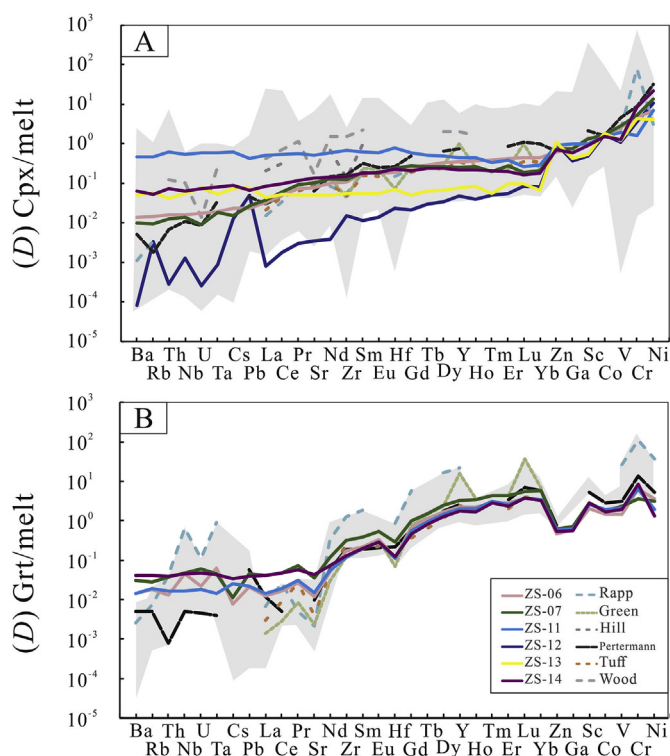 A
(D) Cpx/melt
10³
10²
10¹
10⁰
10⁻¹
10⁻²
10⁻³
10⁻⁴
10⁻⁵
Ba Th U Cs La Pr Nd Sm Hf Tb Y Tm Lu Zn Sc V Ni
Rb Nb Ta Pb Ce Sr Zr Eu Gd Dy Ho Er Yb Ga Co Cr
B
(D) Grt/melt
10³
10²
10¹
10⁰
10⁻¹
10⁻²
10⁻³
10⁻⁴
10⁻⁵
ZS-06 Rapp
ZS-07 Green
ZS-11 Hill
ZS-12 Pertermann
ZS-13 Tuff
ZS-14 Wood
Ba Th U Cs La Pr Nd Sm Hf Tb Y Tm Lu Zn Sc V Ni
Rb Nb Ta Pb Ce Sr Zr Eu Gd Dy Ho Er Yb Ga Co Cr